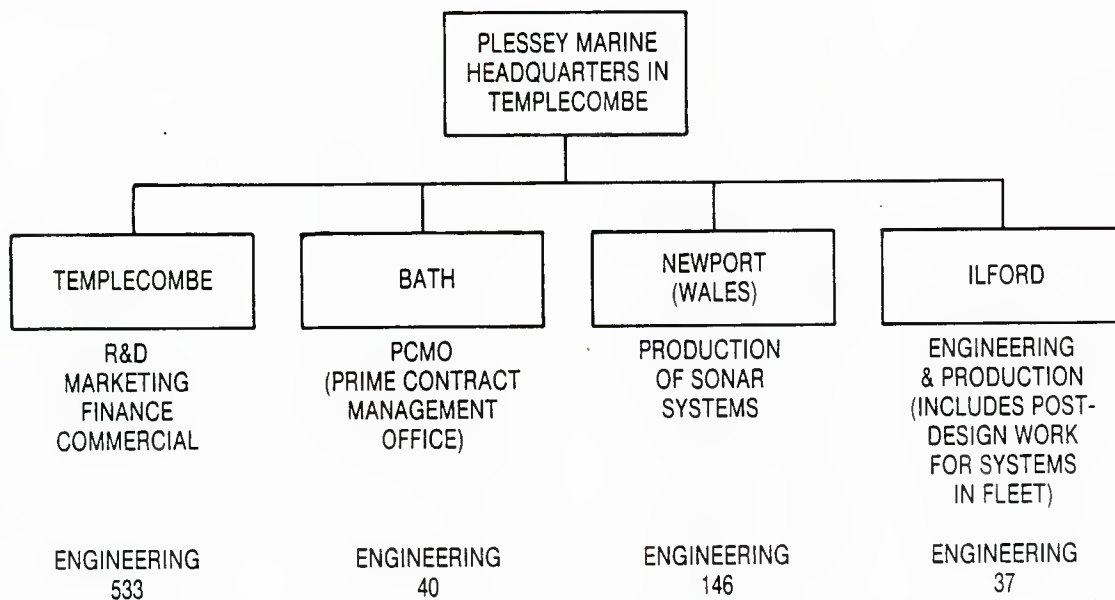 PLESSEY MARINE
HEADQUARTERS IN
TEMPLECOMBE
TEMPLECOMBE
R&D
MARKETING
FINANCE
COMMERCIAL
ENGINEERING
533
BATH
PCMO
(PRIME CONTRACT
MANAGEMENT
OFFICE)
ENGINEERING
40
NEWPORT
(WALES)
PRODUCTION
OF SONAR
SYSTEMS
ENGINEERING
146
ILFORD
ENGINEERING
& PRODUCTION
(INCLUDES POST-
DESIGN WORK
FOR SYSTEMS
IN FLEET)
ENGINEERING
37